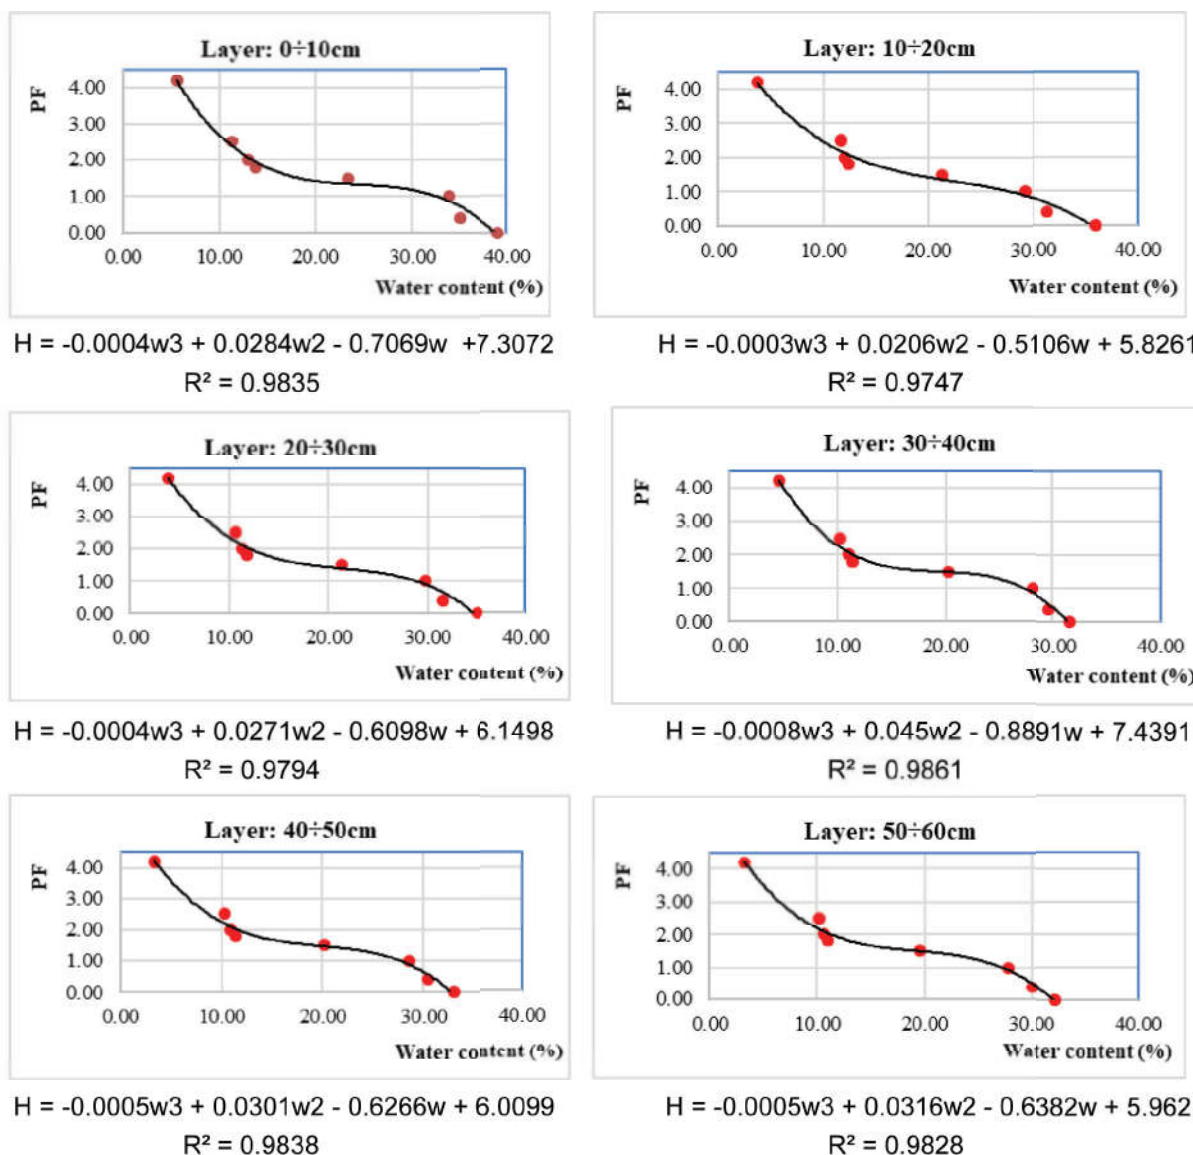 Layer: 0÷10cm
PF
4.00
3.00
2.00
1.00
0.00
0.00 10.00 20.00 30.00 40.00
Water content (%)
H = -0.0004w3 + 0.0284w2 - 0.7069w +7.3072
R² = 0.9835
Layer: 10÷20cm
PF
4.00
3.00
2.00
1.00
0.00
0.00 10.00 20.00 30.00 40.00
Water content (%)
H = -0.0003w3 + 0.0206w2 - 0.5106w + 5.8261
R² = 0.9747
Layer: 20÷30cm
PF
4.00
3.00
2.00
1.00
0.00
0.00 10.00 20.00 30.00 40.00
Water content (%)
H = -0.0004w3 + 0.0271w2 - 0.6098w + 6.1498
R² = 0.9794
Layer: 30÷40cm
PF
4.00
3.00
2.00
1.00
0.00
0.00 10.00 20.00 30.00 40.00
Water content (%)
H = -0.0008w3 + 0.045w2 - 0.8891w + 7.4391
R² = 0.9861
Layer: 40÷50cm
PF
4.00
3.00
2.00
1.00
0.00
0.00 10.00 20.00 30.00 40.00
Water content (%)
H = -0.0005w3 + 0.0301w2 - 0.6266w + 6.0099
R² = 0.9838
Layer: 50÷60cm
PF
4.00
3.00
2.00
1.00
0.00
0.00 10.00 20.00 30.00 40.00
Water content (%)
H = -0.0005w3 + 0.0316w2 - 0.6382w + 5.962
R² = 0.9828